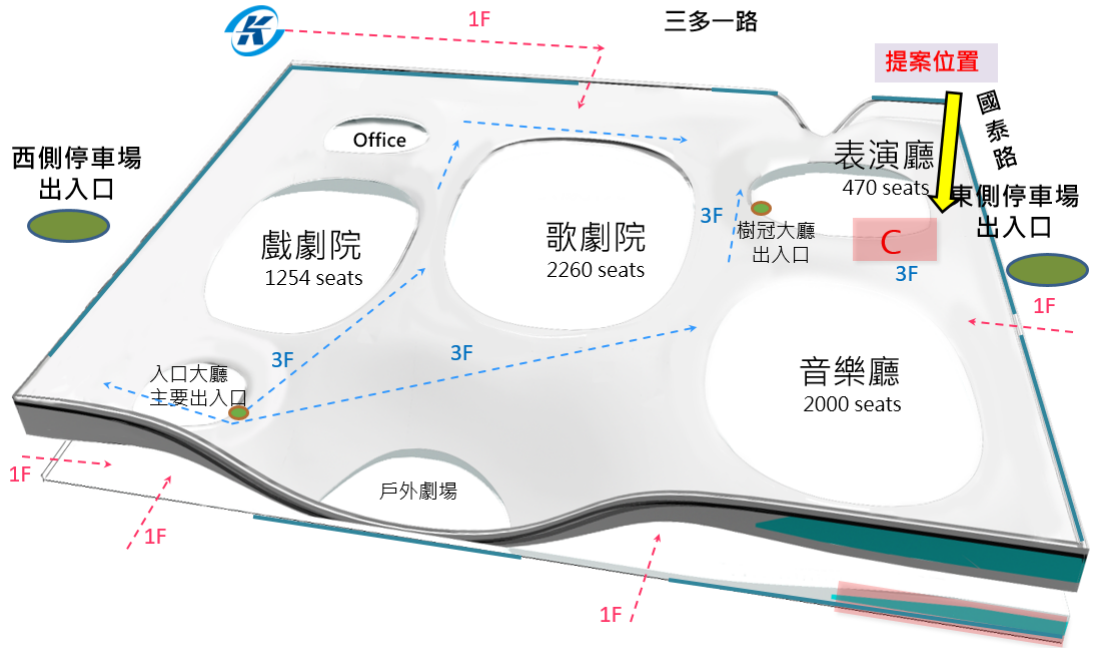 1F
三多一路
提案位置
國泰路
Office
西側停車場
出入口
表演廳
470 seats
東側停車場
出入口
3F
樹冠大廳
出入口
C
3F
戲劇院
1254 seats
歌劇院
2260 seats
1F
3F
3F
入口大廳
主要出入口
音樂廳
2000 seats
1F
戶外劇場
1F
1F
K